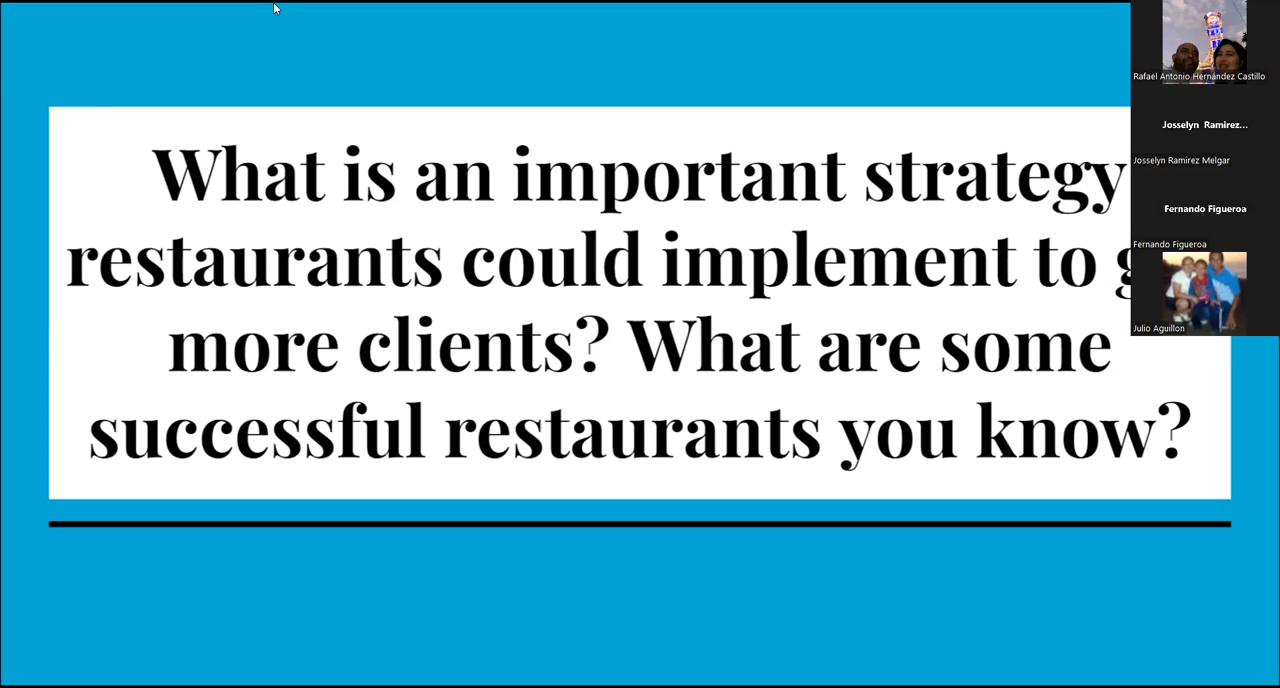 What is an important strategy
restaurants could implement to
more clients? What are some
successful restaurants you know?
Rafael Antonio Hernández Castillo
Josselyn Ramirez...
Josselyn Ramirez Melgar
Fernando Figueroa
Fernando Figueroa
Julio Aguillon